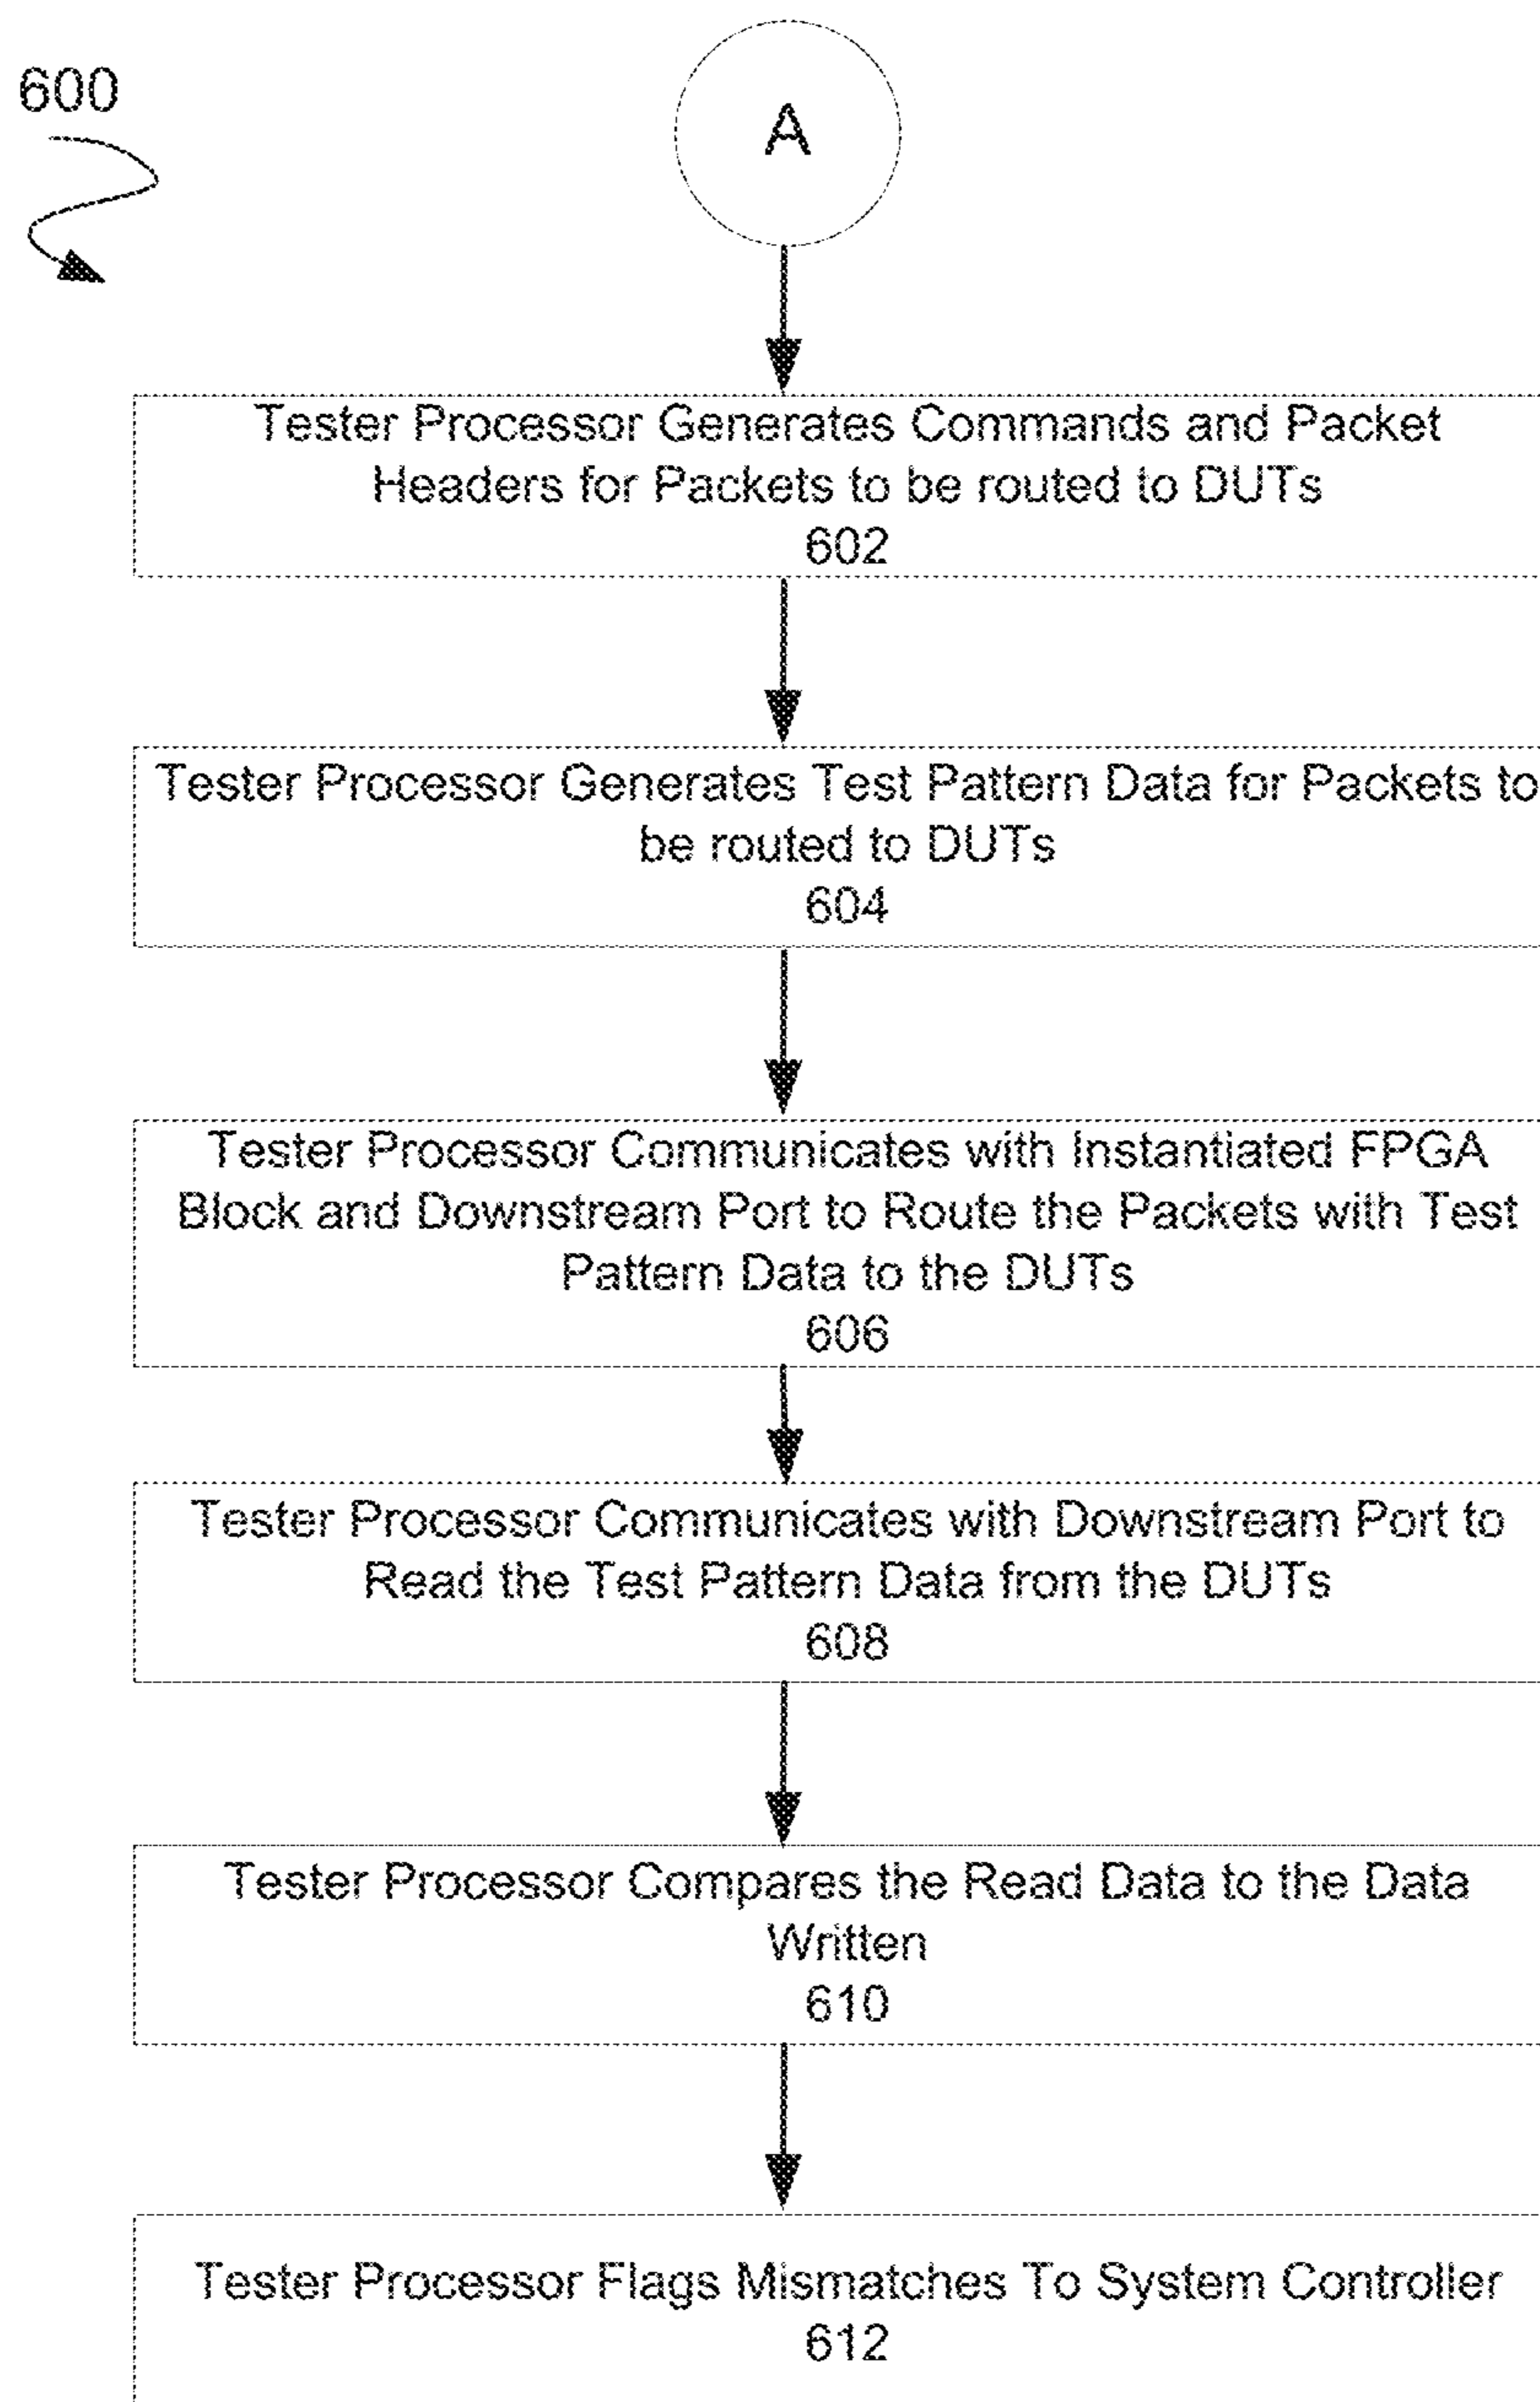 600
A
Tester Processor Generates Commands and Packet
Headers for Packets to be routed to DUTs
602
Tester Processor Generates Test Pattern Data for Packets to
be routed to DUTs
604
Tester Processor Communicates with Instantiated FPGA
Block and Downstream Port to Route the Packets with Test
Pattern Data to the DUTs
606
Tester Processor Communicates with Downstream Port to
Read the Test Pattern Data from the DUTs
608
Tester Processor Compares the Read Data to the Data
Written
610
Tester Processor Flags Mismatches To System Controller
612